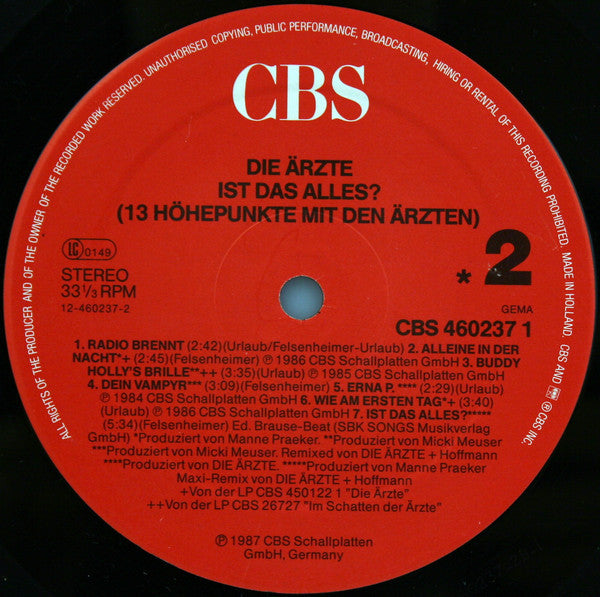 ALL RIGHTS OF THE PRODUCER AND OF THE OWNER OF THE RECORDED WORK RESERVED. UNAUTHORISED COPYING, PUBLIC PERFORMANCE, BROADCASTING, HIRING OR RENTAL OF THIS RECORDING PROHIBITED. MADE IN HOLLAND. CBS AND ® CBS INC.
CBS
DIE ÄRZTE
IST DAS ALLES?
(13 HÖHEPUNKTE MIT DEN ÄRZTEN)
LC 0149
STEREO
33 1/3 RPM
12-460237-2
* 2
GEMA
CBS 460237 1
1. RADIO BRENNT (2:42)(Urlaub/Felsenheimer-Urlaub) 2. ALLEINE IN DER
NACHT*+ (2:45)(Felsenheimer) ℗ 1986 CBS Schallplatten GmbH 3. BUDDY
HOLLY'S BRILLE**++ (3:35)(Urlaub) ℗ 1985 CBS Schallplatten GmbH
4. DEIN VAMPYR*** (3:09)(Felsenheimer) 5. ERNA P. **** (2:29)(Urlaub)
℗ 1984 CBS Schallplatten GmbH 6. WIE AM ERSTEN TAG*+ (3:40)
(Urlaub) ℗ 1986 CBS Schallplatten GmbH 7. IST DAS ALLES?*****
(5:34)(Felsenheimer) Ed. Brause-Beat (SBK SONGS Musikverlag
GmbH) *Produziert von Manne Praeker. **Produziert von Micki Meuser
***Produziert von Micki Meuser. Remixed von DIE ÄRZTE + Hoffmann
****Produziert von DIE ÄRZTE. *****Produziert von Manne Praeker
Maxi-Remix von DIE ÄRZTE + Hoffmann
+Von der LP CBS 450122 1 "Die Ärzte"
++Von der LP CBS 26727 "Im Schatten der Ärzte"
℗ 1987 CBS Schallplatten
GmbH, Germany